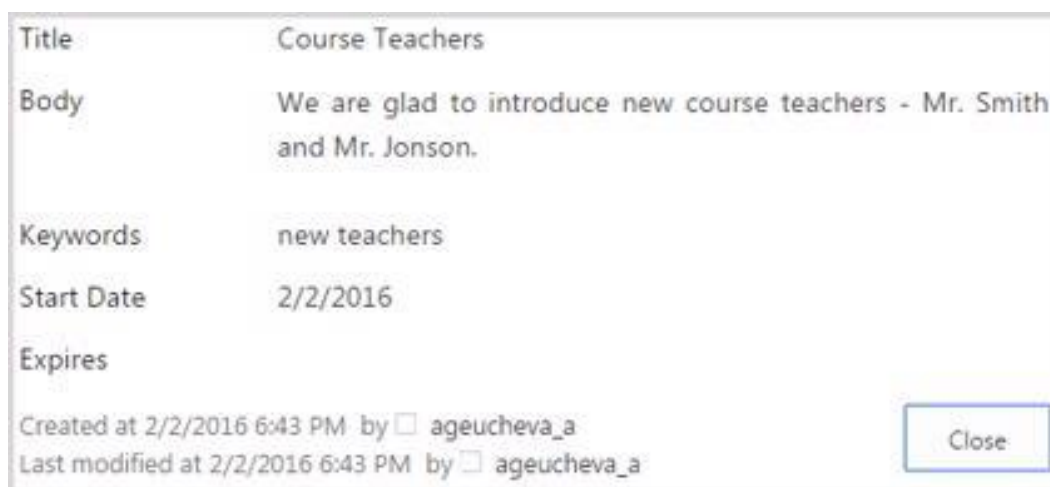 Title Course Teachers
Body We are glad to introduce new course teachers - Mr. Smith
and Mr. Jonson.
Keywords new teachers
Start Date 2/2/2016
Expires
Created at 2/2/2016 6:43 PM by ageucheva_a
Close
Last modified at 2/2/2016 6:43 PM by ageucheva_a